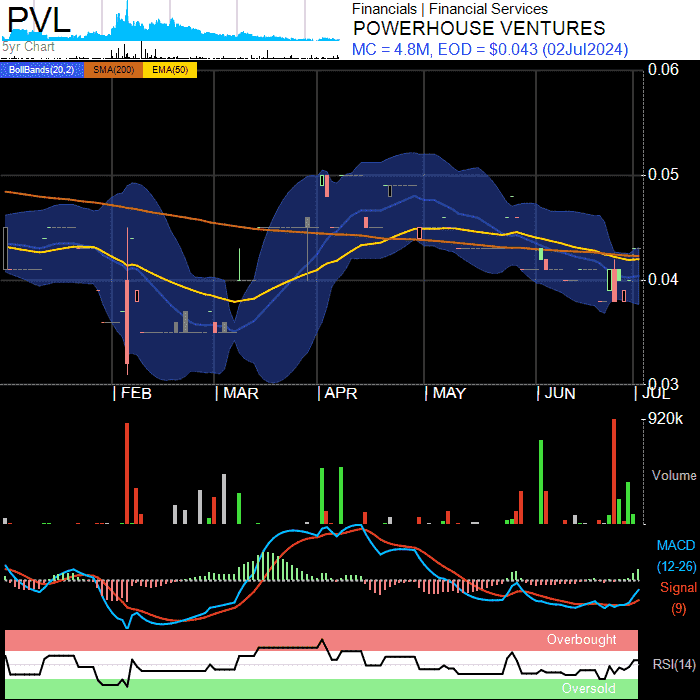 PVL
5yr Chart
Financials | Financial Services
POWERHOUSE VENTURES
MC = 4.8M, EOD = $0.043 (02Jul2024)
BollBands(20,2) SMA(200) EMA(50)
0.06
0.05
0.04
0.03
FEB MAR APR MAY JUN JUL
920k
Volume
MACD
(12-26)
Signal
(9)
Overbought
RSI(14)
Oversold